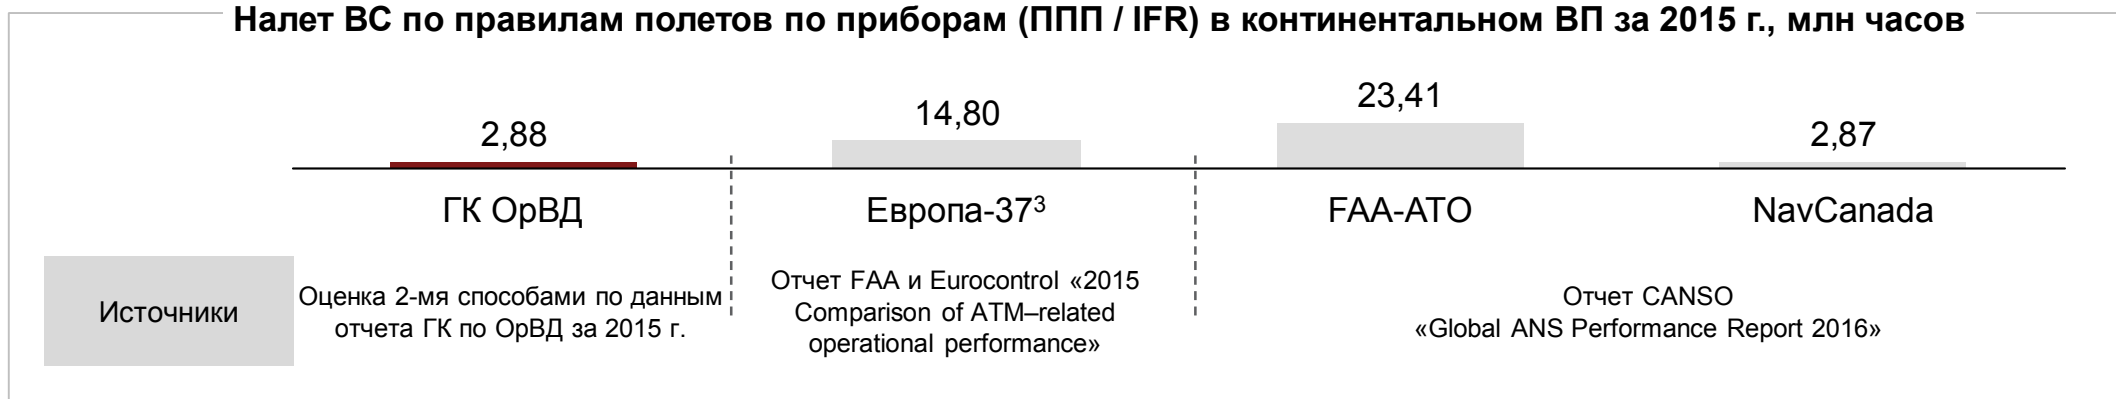 Налет ВС по правилам полетов по приборам (ППП / IFR) в континентальном ВП за 2015 г., млн часов
2,88
14,80
23,41
2,87
ГК ОрВД
Европа-37³
FAA-ATO
NavCanada
Источники
Оценка 2-мя способами по данным
отчета ГК по ОрВД за 2015 г.
Отчет FAA и Eurocontrol «2015
Comparison of ATM–related
operational performance»
Отчет CANSO
«Global ANS Performance Report 2016»